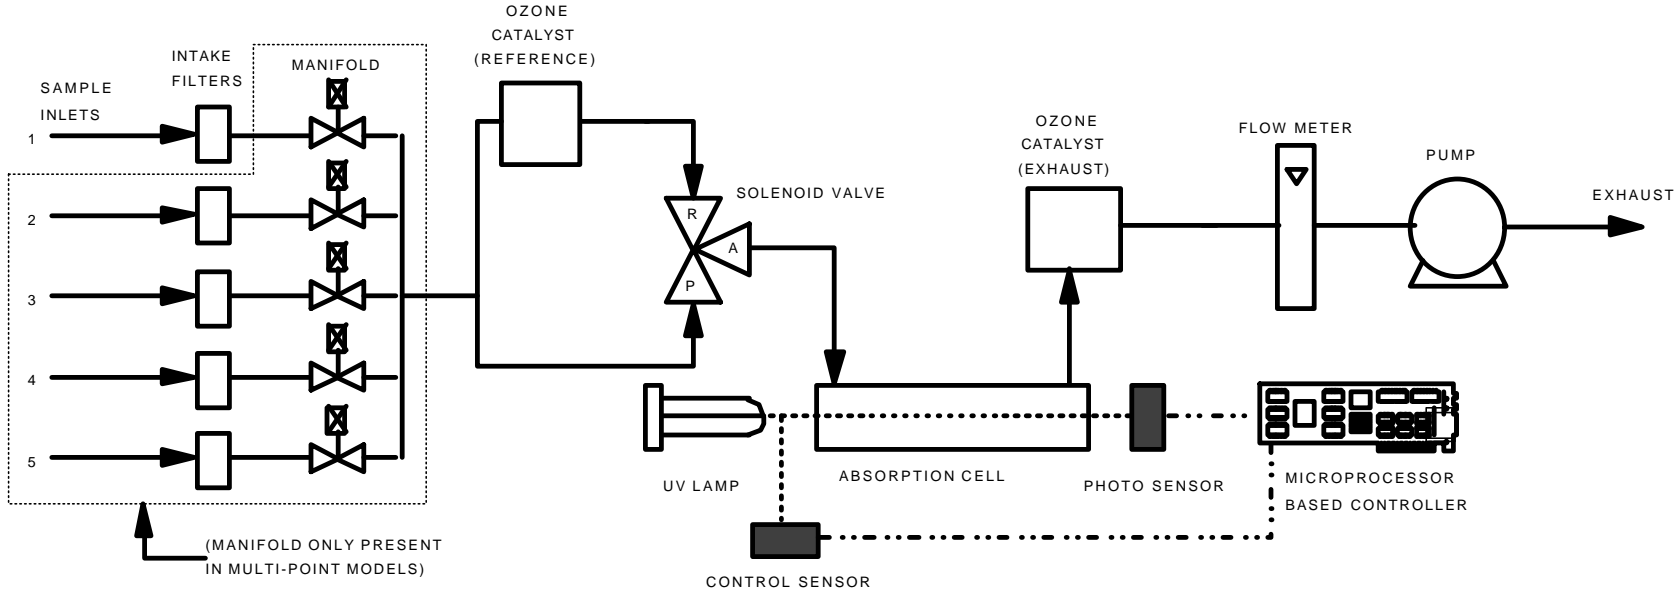 OZONE
CATALYST
(REFERENCE)
INTAKE
FILTERS
MANIFOLD
SAMPLE
INLETS
1
2
3
4
5
(MANIFOLD ONLY PRESENT
IN MULTI-POINT MODELS)
R
A
P
SOLENOID VALVE
OZONE
CATALYST
(EXHAUST)
FLOW METER
PUMP
EXHAUST
UV LAMP
ABSORPTION CELL
PHOTO SENSOR
MICROPROCESSOR
BASED CONTROLLER
CONTROL SENSOR